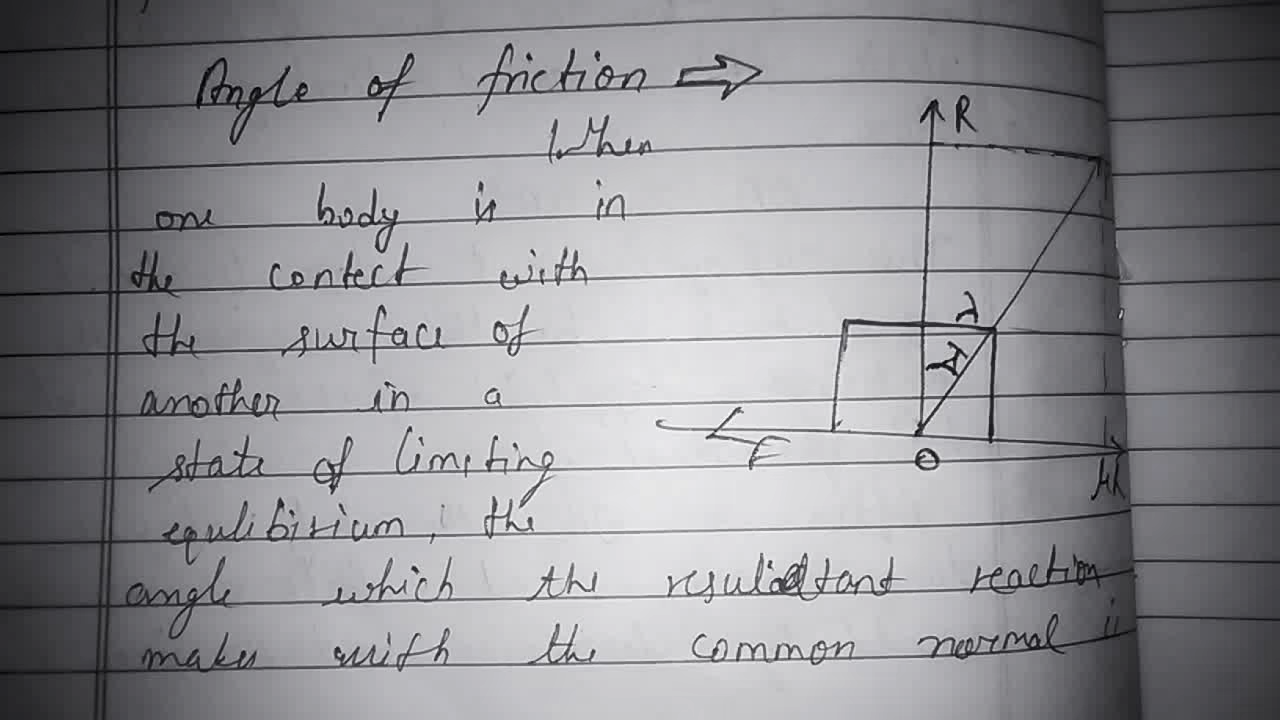 Angle of friction ⇒
When
one body is in
the contect with
the surface of
another in a
state of limiting
equlibirium, the
angle which the resultant reaction
makes with the common normal is
R
λ
λ
F
O
μR